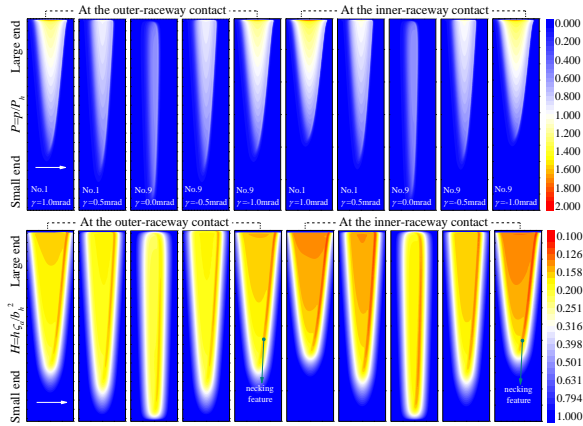 At the outer-raceway contact At the inner-raceway contact
Large end
P=p/P_h
Small end
No.1 No.1 No.9 No.9 No.9 No.1 No.1 No.9 No.9 No.9
γ=1.0mrad γ=0.5mrad γ=0.0mrad γ=-0.5mrad γ=-1.0mrad γ=1.0mrad γ=0.5mrad γ=0.0mrad γ=-0.5mrad γ=-1.0mrad
0.000
0.200
0.400
0.600
0.800
1.000
1.200
1.400
1.600
1.800
2.000
At the outer-raceway contact At the inner-raceway contact
Large end
Small end
necking
feature
necking
feature
0.100
0.126
0.158
0.200
0.251
0.316
0.398
0.501
0.631
0.794
1.000